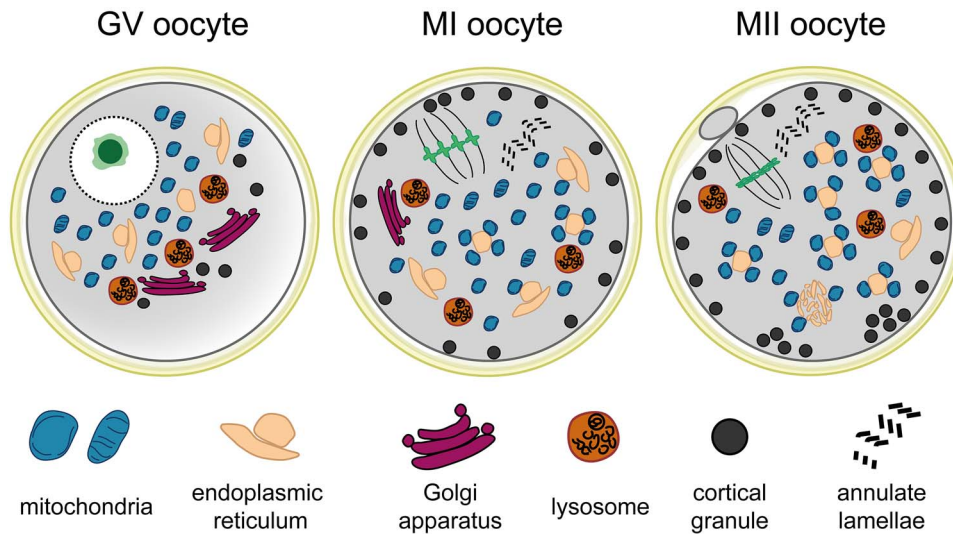 GV oocyte
MI oocyte
MII oocyte
mitochondria
endoplasmic
reticulum
Golgi
apparatus
lysosome
cortical
granule
annulate
lamellae